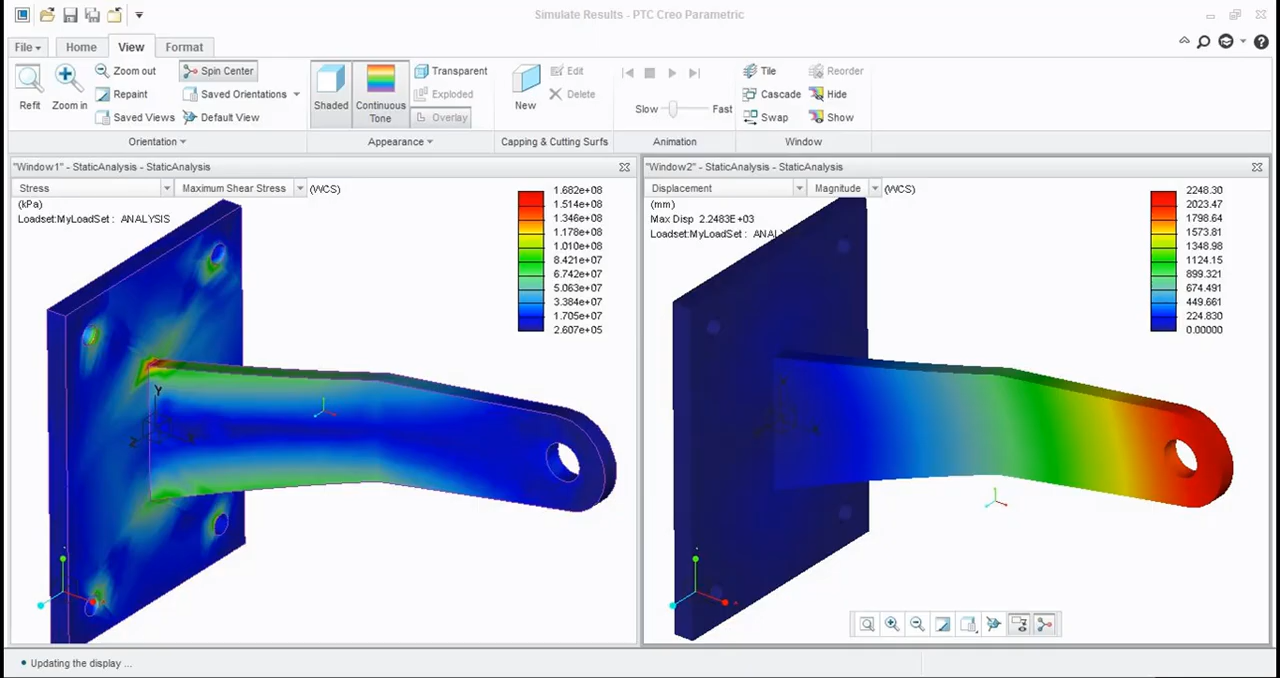 Simulate Results - PTC Creo Parametric
File Home View Format
Refit Zoom in Zoom out Repaint Saved Views Spin Center Saved Orientations Default View
Orientation
Shaded Continuous Tone Transparent Exploded Overlay
Appearance
New Edit Delete
Capping & Cutting Surfs
Slow Fast
Animation
Tile Cascade Swap Reorder Hide Show
Window
"Window1" - StaticAnalysis - StaticAnalysis
Stress Maximum Shear Stress (WCS)
(kPa)
Loadset:MyLoadSet : ANALYSIS
1.682e+08
1.514e+08
1.346e+08
1.178e+08
1.010e+08
8.421e+07
6.742e+07
5.063e+07
3.384e+07
1.705e+07
2.607e+05
Y
Z
"Window2" - StaticAnalysis - StaticAnalysis
Displacement Magnitude (WCS)
(mm)
Max Disp 2.2483E+03
Loadset:MyLoadSet : ANALY
2248.30
2023.47
1798.64
1573.81
1348.98
1124.15
899.321
674.491
449.661
224.830
0.00000
Updating the display ...